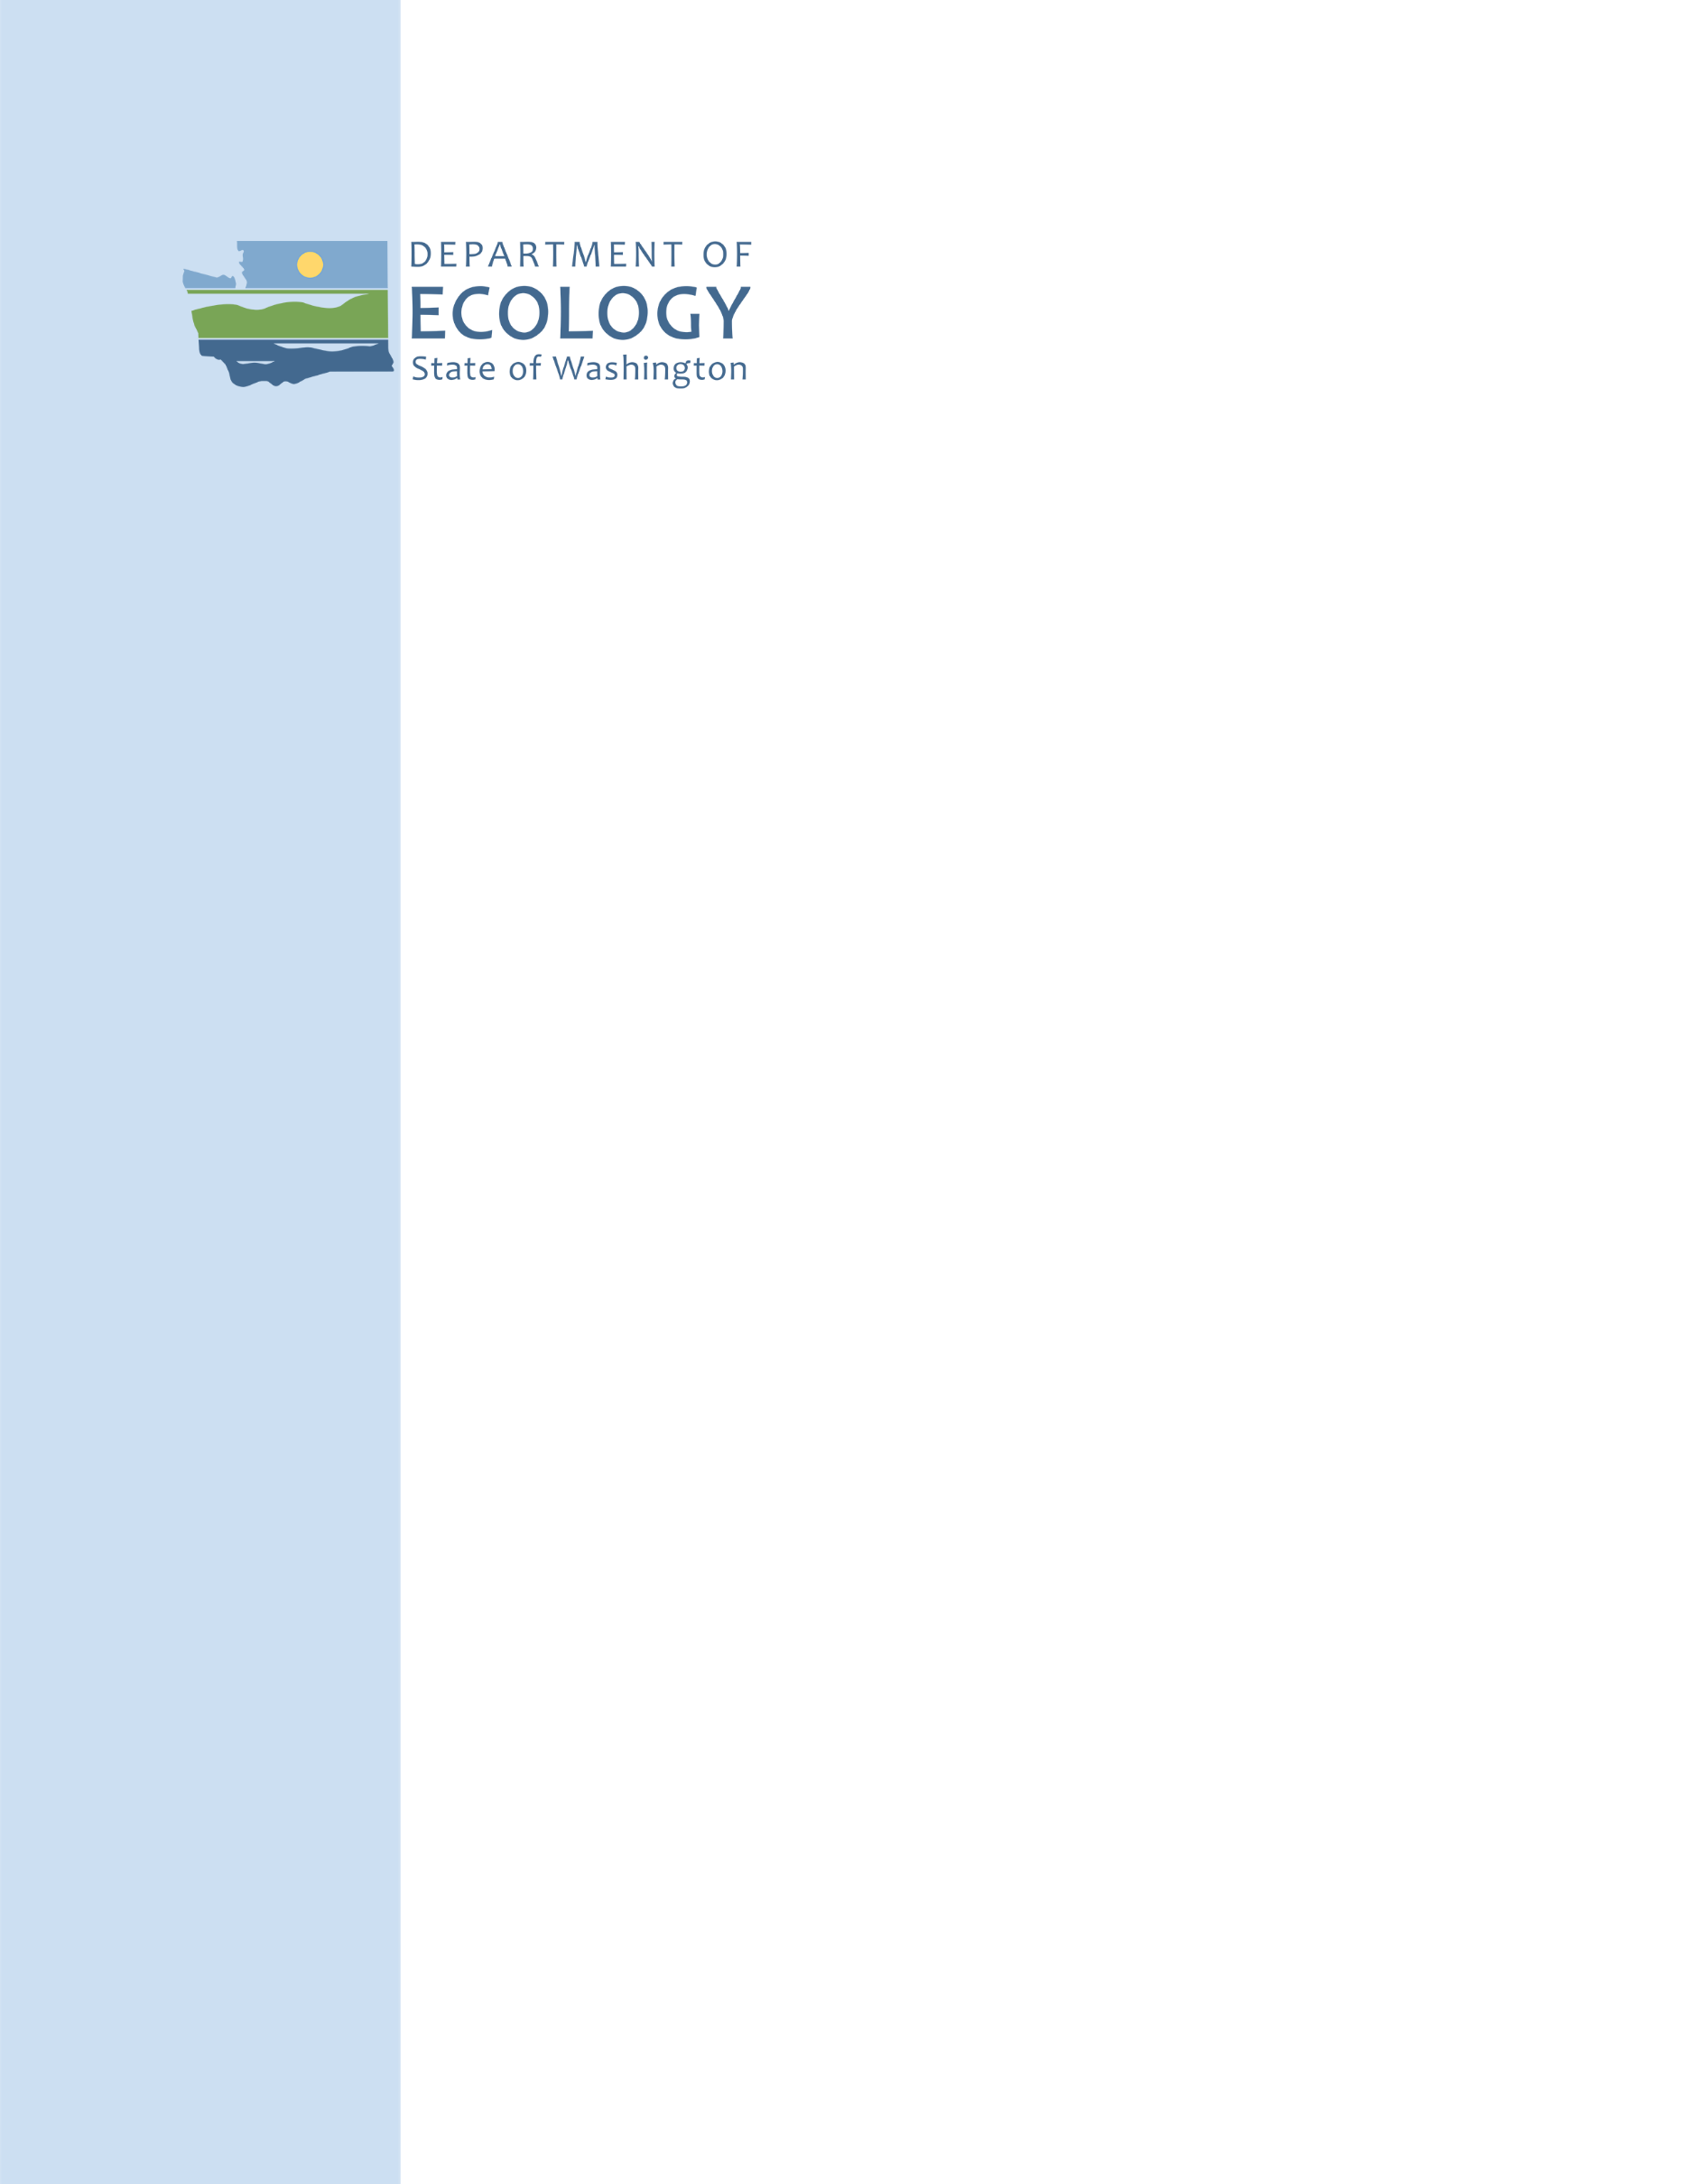 DEPARTMENT OF
ECOLOGY
State of Washington